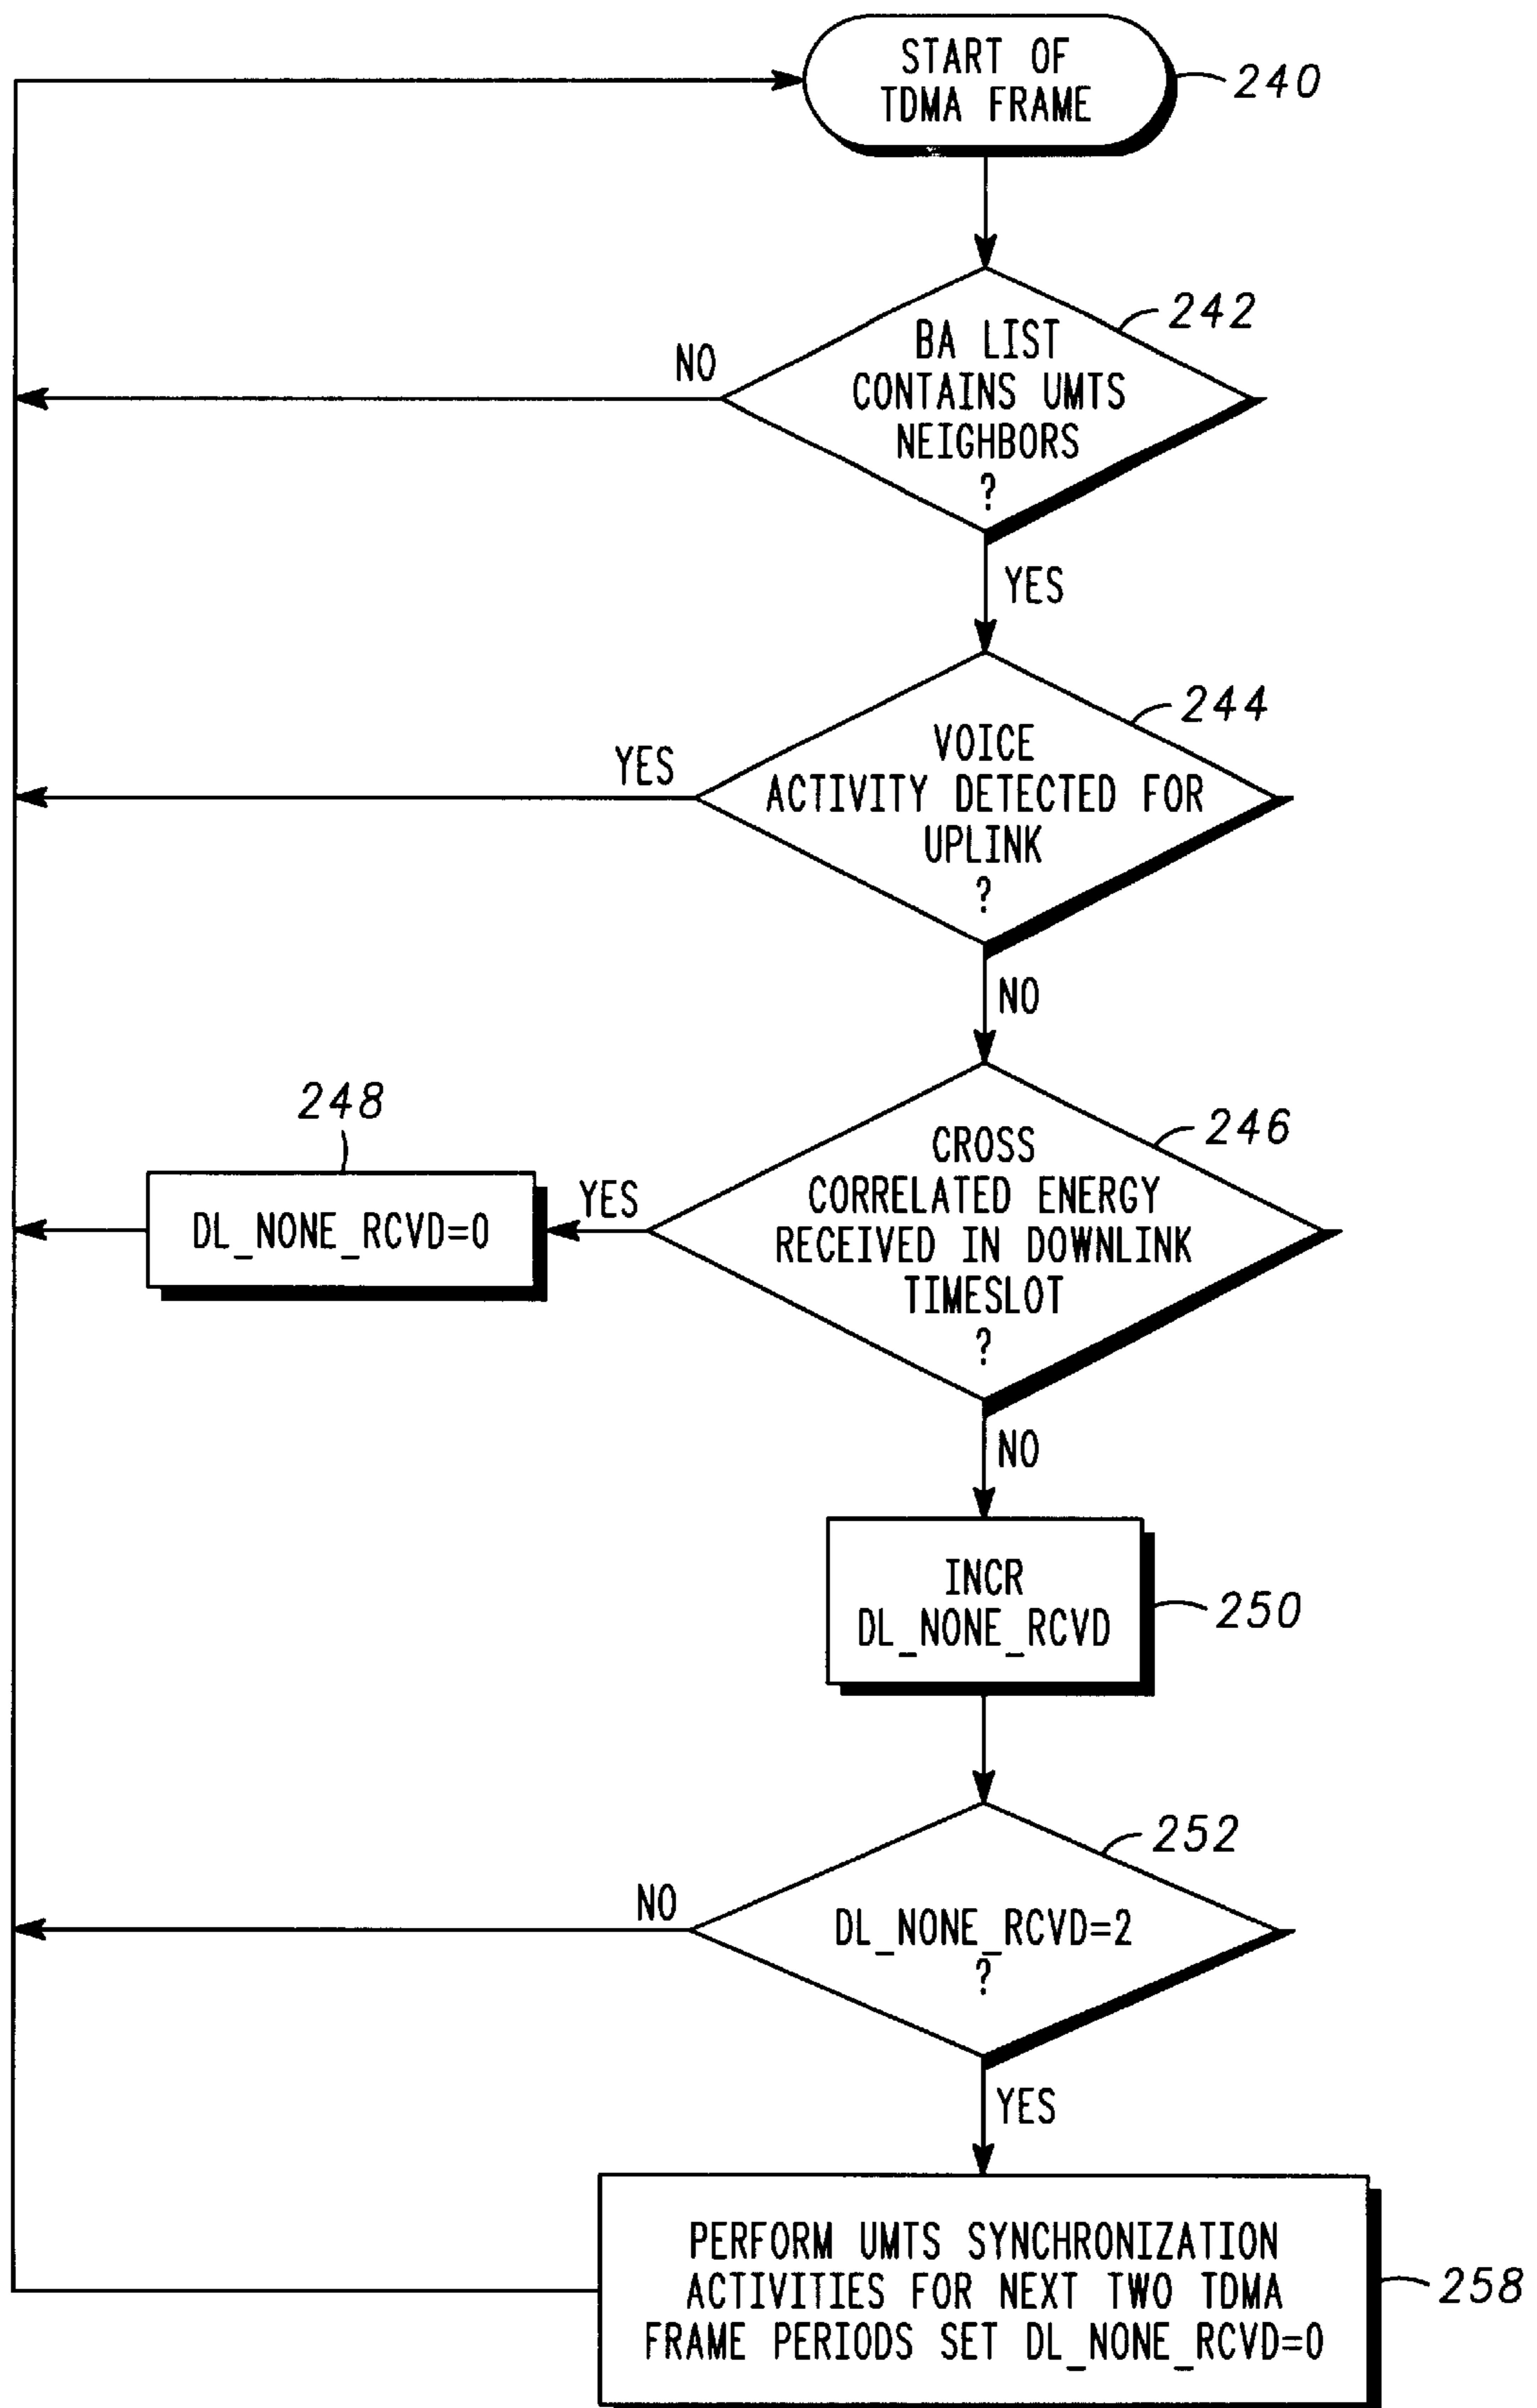 START OF
TDMA FRAME
240
242
BA LIST
CONTAINS UMTS
NEIGHBORS
?
NO
YES
244
VOICE
ACTIVITY DETECTED FOR
UPLINK
?
YES
NO
246
CROSS
CORRELATED ENERGY
RECEIVED IN DOWNLINK
TIMESLOT
?
YES
248
DL_NONE_RCVD=0
NO
INCR
DL_NONE_RCVD
250
252
DL_NONE_RCVD=2
?
NO
YES
PERFORM UMTS SYNCHRONIZATION
ACTIVITIES FOR NEXT TWO TDMA
FRAME PERIODS SET DL_NONE_RCVD=0
258